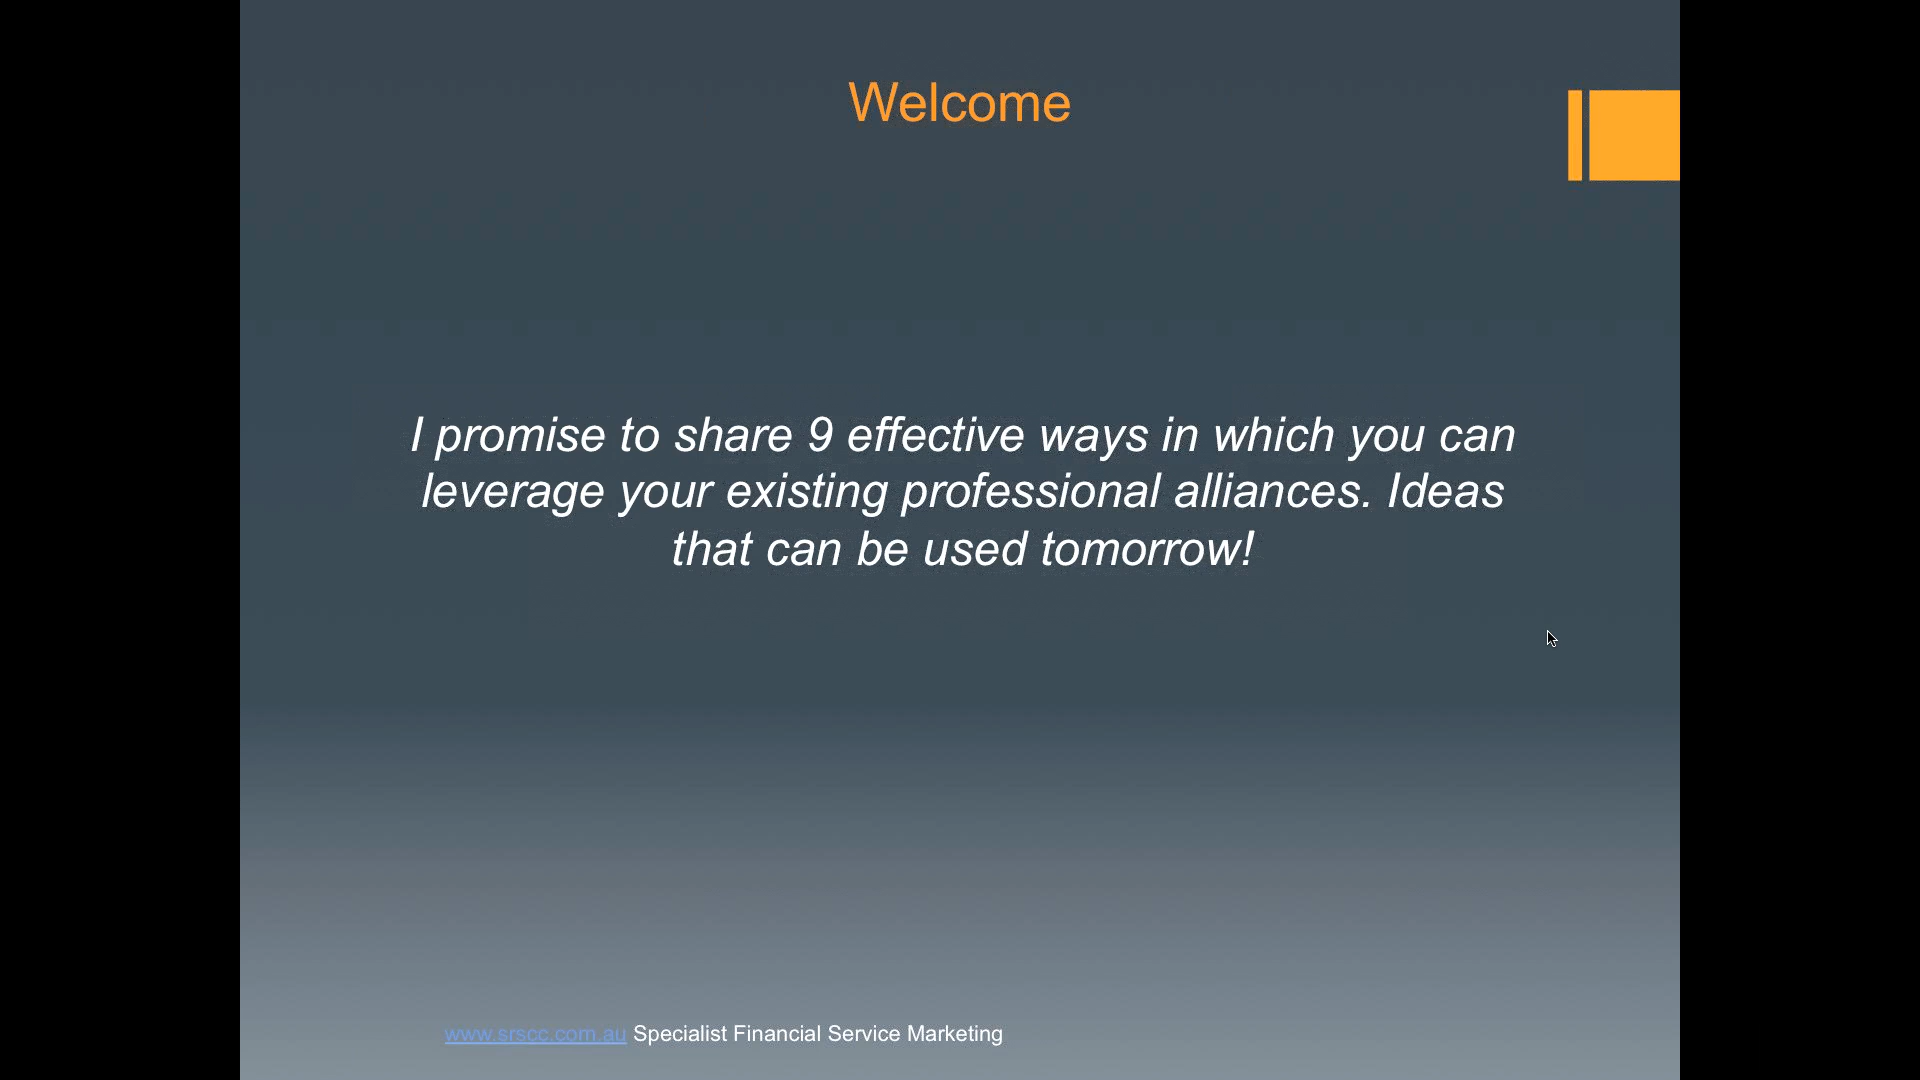 Welcome
I promise to share 9 effective ways in which you can
leverage your existing professional alliances. Ideas
that can be used tomorrow!
www.srscc.com.au Specialist Financial Service Marketing